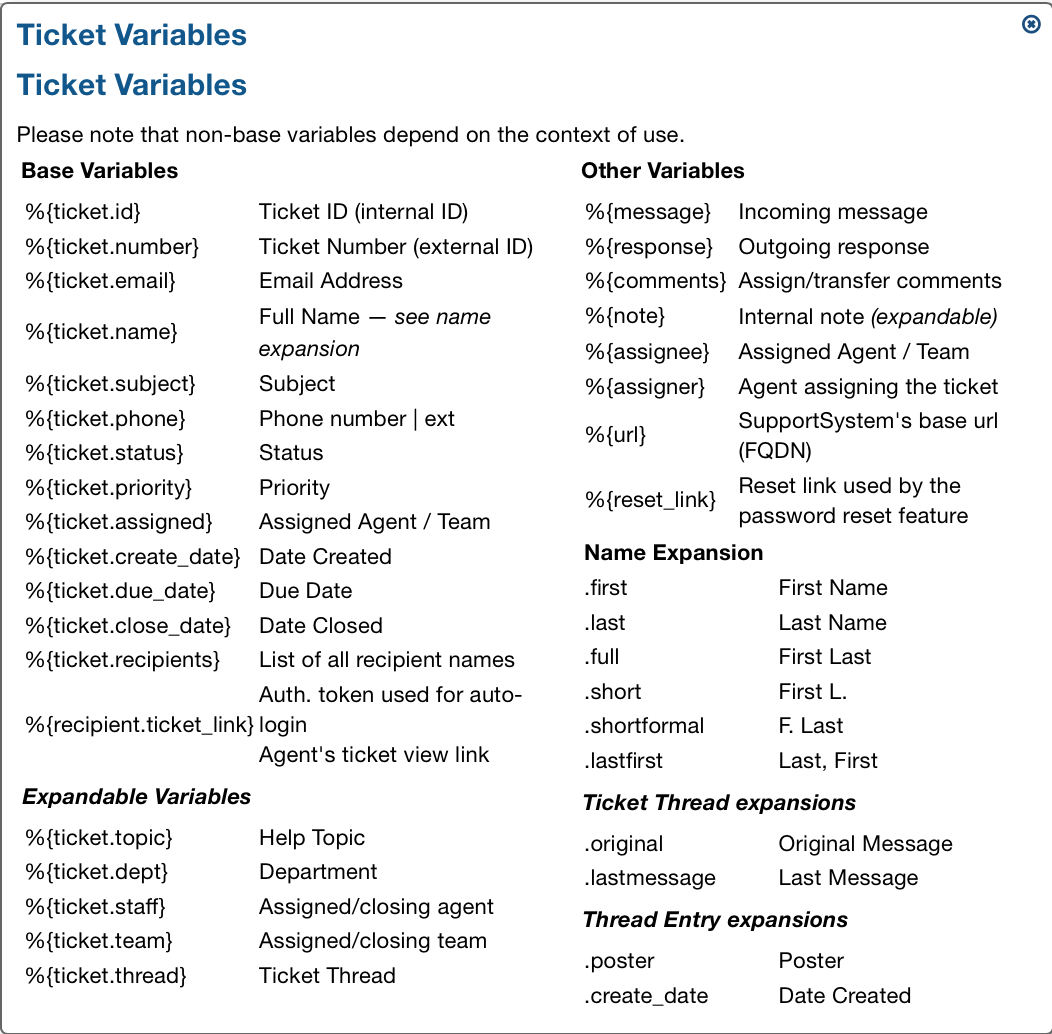 Ticket Variables
Ticket Variables
Please note that non-base variables depend on the context of use.
Base Variables
%{ticket.id} Ticket ID (internal ID)
%{ticket.number} Ticket Number (external ID)
%{ticket.email} Email Address
%{ticket.name} Full Name — see name
expansion
%{ticket.subject} Subject
%{ticket.phone} Phone number | ext
%{ticket.status} Status
%{ticket.priority} Priority
%{ticket.assigned} Assigned Agent / Team
%{ticket.create_date} Date Created
%{ticket.due_date} Due Date
%{ticket.close_date} Date Closed
%{ticket.recipients} List of all recipient names
Auth. token used for auto-
%{recipient.ticket_link} login
Agent's ticket view link
Expandable Variables
%{ticket.topic} Help Topic
%{ticket.dept} Department
%{ticket.staff} Assigned/closing agent
%{ticket.team} Assigned/closing team
%{ticket.thread} Ticket Thread
Other Variables
%{message} Incoming message
%{response} Outgoing response
%{comments} Assign/transfer comments
%{note} Internal note (expandable)
%{assignee} Assigned Agent / Team
%{assigner} Agent assigning the ticket
%{url} SupportSystem's base url
(FQDN)
%{reset_link} Reset link used by the
password reset feature
Name Expansion
.first First Name
.last Last Name
.full First Last
.short First L.
.shortformal F. Last
.lastfirst Last, First
Ticket Thread expansions
.original Original Message
.lastmessage Last Message
Thread Entry expansions
.poster Poster
.create_date Date Created